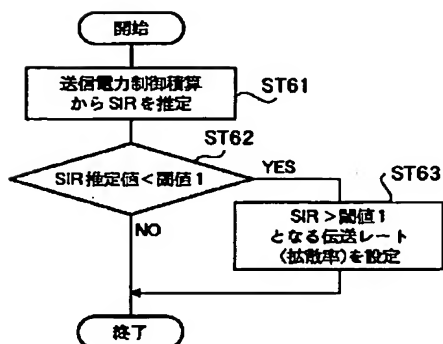 開始
送信電力制御積算
からSIRを推定
ST61
ST62
SIR推定値<閾値1
YES
ST63
SIR>閾値1
となる伝送レート
(拡散率)を設定
NO
終了